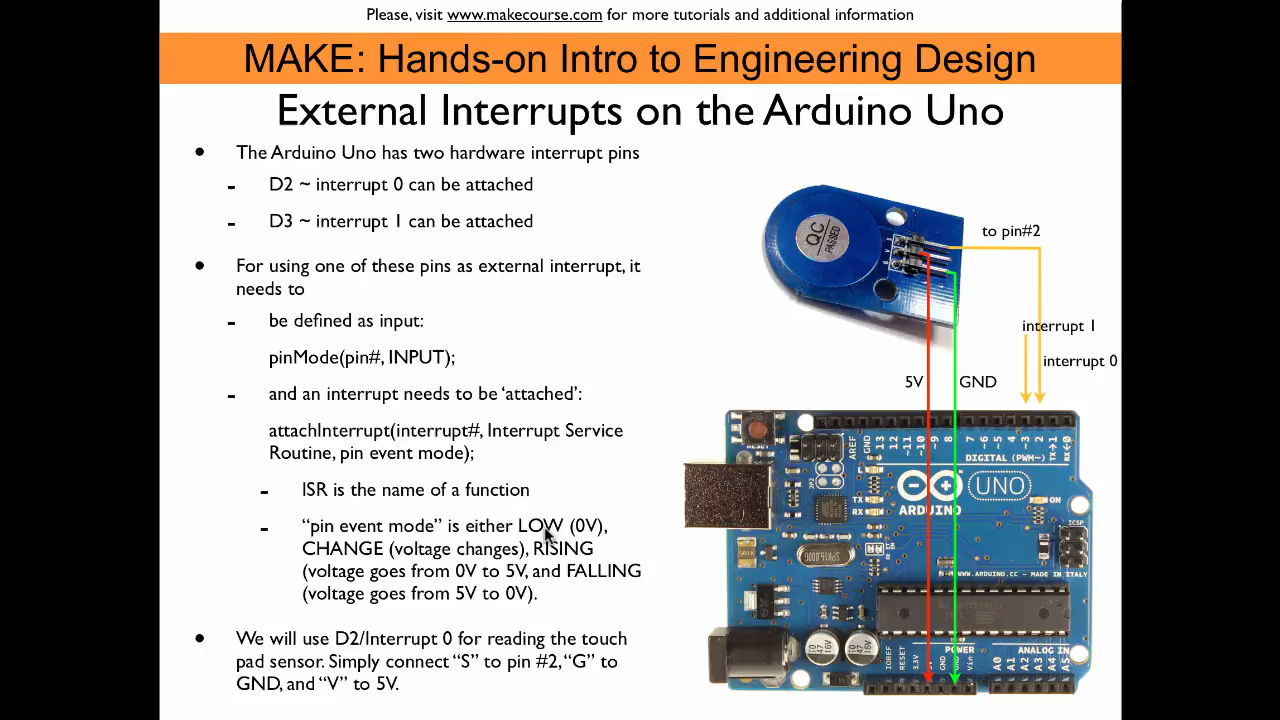 Please, visit www.makecourse.com for more tutorials and additional information
MAKE: Hands-on Intro to Engineering Design
External Interrupts on the Arduino Uno
• The Arduino Uno has two hardware interrupt pins
- D2 ~ interrupt 0 can be attached
- D3 ~ interrupt 1 can be attached
• For using one of these pins as external interrupt, it
needs to
- be defined as input:
pinMode(pin#, INPUT);
- and an interrupt needs to be ‘attached’:
attachInterrupt(interrupt#, Interrupt Service
Routine, pin event mode);
- ISR is the name of a function
- “pin event mode” is either LOW (0V),
CHANGE (voltage changes), RISING
(voltage goes from 0V to 5V, and FALLING
(voltage goes from 5V to 0V).
• We will use D2/Interrupt 0 for reading the touch
pad sensor. Simply connect “S” to pin #2, “G” to
GND, and “V” to 5V.
QC
PASSED
S
V
G
to pin#2
interrupt 1
interrupt 0
5V
GND
RESET
AREF
GND
13
12
~11
~10
~9
8
7
~6
~5
4
~3
2
TX→1
RX←0
DIGITAL (PWM~)
L
TX
RX
UNO
ON
ARDUINO
ICSP
WWW.ARDUINO.CC - MADE IN ITALY
POWER
ANALOG IN
IOREF
RESET
3.3V
5V
GND
GND
Vin
A0
A1
A2
A3
A4
A5
47
16V
47
16V